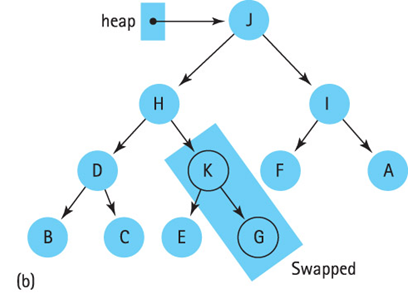 heap
J
H I
D K F A
B C E G
Swapped
(b)